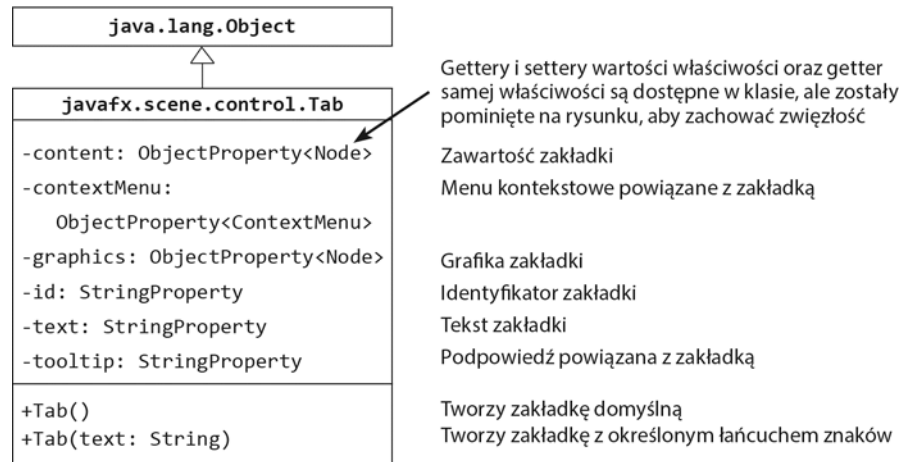 java.lang.Object
javafx.scene.control.Tab
Gettery i settery wartości właściwości oraz getter
samej właściwości są dostępne w klasie, ale zostały
pominięte na rysunku, aby zachować zwięzłość
-content: ObjectProperty<Node>
Zawartość zakładki
-contextMenu:
Menu kontekstowe powiązane z zakładką
ObjectProperty<ContextMenu>
-graphics: ObjectProperty<Node>
Grafika zakładki
-id: StringProperty
Identyfikator zakładki
-text: StringProperty
Tekst zakładki
-tooltip: StringProperty
Podpowiedź powiązana z zakładką
+Tab()
Tworzy zakładkę domyślną
+Tab(text: String)
Tworzy zakładkę z określonym łańcuchem znaków